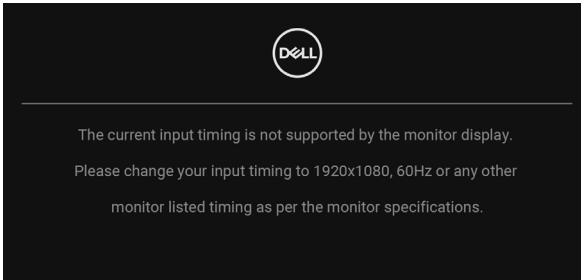 DELL
The current input timing is not supported by the monitor display.
Please change your input timing to 1920x1080, 60Hz or any other
monitor listed timing as per the monitor specifications.